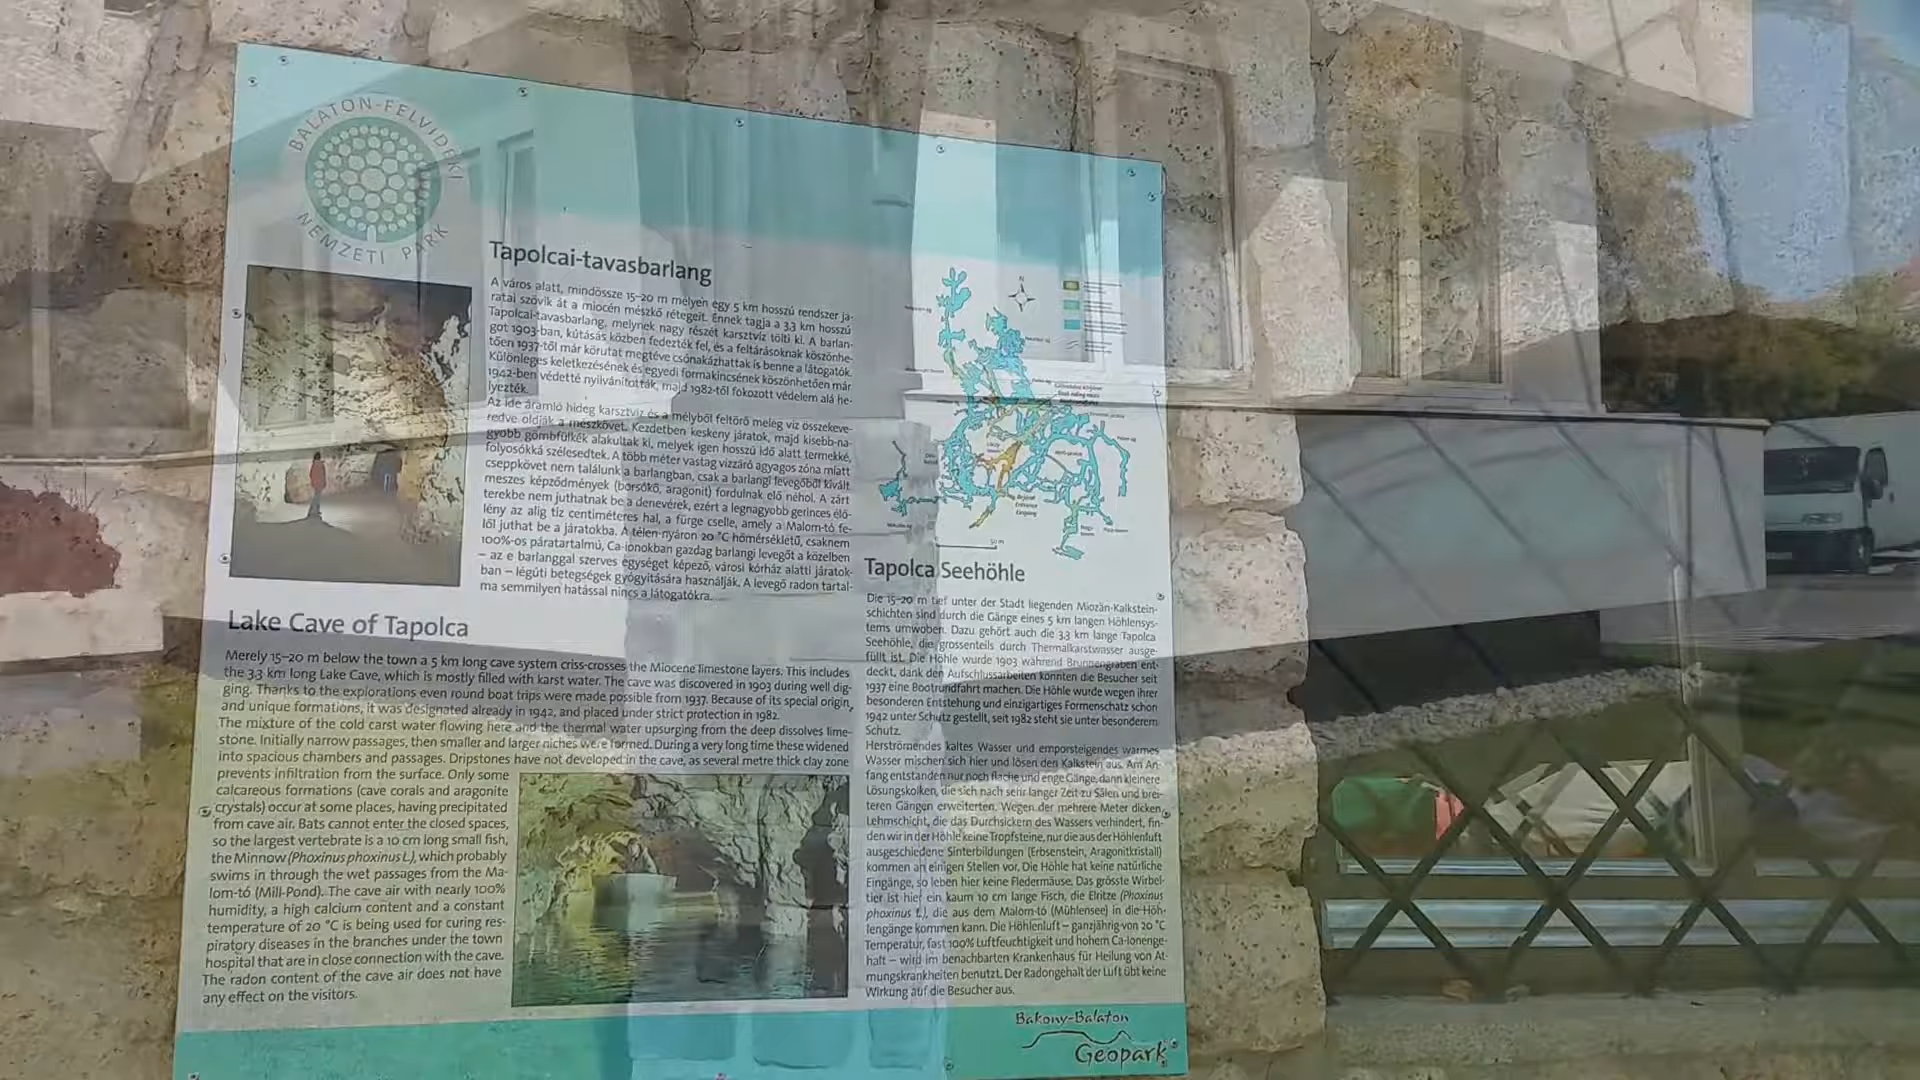 BALATON-FELVIDÉKI
NEMZETI PARK
Tapolcai-tavasbarlang
A város alatt, mindössze 15–20 m mélyen egy 5 km hosszú rendszer já-
ratai szövik át a miocén mészkő rétegeit. Ennek tagja a 3,3 km hosszú
Tapolcai-tavasbarlang, melynek nagy részét karsztvíz tölti ki. A barlan-
got 1903-ban, kútásás közben fedezték fel, és a feltárásoknak köszönhe-
tően 1937-től már körutat megtéve csónakázhattak is benne a látogatók.
Különleges keletkezésének és egyedi formakincsének köszönhetően már
1942-ben védetté nyilvánították, majd 1982-től fokozott védelem alá he-
lyezték.
Az ide áramló hideg karsztvíz és a mélyből feltörő meleg víz összekeve-
redve oldják a mészkövet. Kezdetben keskeny járatok, majd kisebb-na-
gyobb gömbfülkék alakultak ki, melyek igen hosszú idő alatt termekké,
folyosókká szélesedtek. A több méter vastag vízzáró agyagos zóna miatt
cseppkövet nem találunk a barlangban, csak a barlangi levegőből kivált
meszes képződmények (borsókő, aragonit) fordulnak elő néhol. A zárt
terekbe nem juthatnak be a denevérek, ezért a legnagyobb gerinces élő-
lény az alig tíz centiméteres hal, a fürge cselle, amely a Malom-tó fe-
lől juthat be a járatokba. A télen-nyáron 20 °C hőmérsékletű, csaknem
100%-os páratartalmú, Ca-ionokban gazdag barlangi levegőt a közelben
– az e barlanggal szerves egységet képező, városi kórház alatti járatok-
ban – légúti betegségek gyógyítására használják. A levegő radon tartal-
ma semmilyen hatással nincs a látogatókra.
N
50 m
Lake Cave of Tapolca
Merely 15–20 m below the town a 5 km long cave system criss-crosses the Miocene limestone layers. This includes
the 3,3 km long Lake Cave, which is mostly filled with karst water. The cave was discovered in 1903 during well dig-
ging. Thanks to the explorations even round boat trips were made possible from 1937. Because of its special origin,
and unique formations, it was designated already in 1942, and placed under strict protection in 1982.
The mixture of the cold carst water flowing here and the thermal water upsurging from the deep dissolves lime-
stone. Initially narrow passages, then smaller and larger niches were formed. During a very long time these widened
into spacious chambers and passages. Dripstones have not developed in the cave, as several metre thick clay zone
prevents infiltration from the surface. Only some
calcareous formations (cave corals and aragonite
crystals) occur at some places, having precipitated
from cave air. Bats cannot enter the closed spaces,
so the largest vertebrate is a 10 cm long small fish,
the Minnow (Phoxinus phoxinus L.), which probably
swims in through the wet passages from the Ma-
lom-tó (Mill-Pond). The cave air with nearly 100%
humidity, a high calcium content and a constant
temperature of 20 °C is being used for curing res-
piratory diseases in the branches under the town
hospital that are in close connection with the cave.
The radon content of the cave air does not have
any effect on the visitors.
Tapolca Seehöhle
Die 15–20 m tief unter der Stadt liegenden Miozän-Kalkstein-
schichten sind durch die Gänge eines 5 km langen Höhlensys-
tems umwoben. Dazu gehört auch die 3,3 km lange Tapolca
Seehöhle, die grossenteils durch Thermalkarstwasser ausge-
füllt ist. Die Höhle wurde 1903 während Brunnengraben ent-
deckt, dank den Aufschlussarbeiten konnten die Besucher seit
1937 eine Bootrundfahrt machen. Die Höhle wurde wegen ihrer
besonderen Entstehung und einzigartiges Formenschatz schon
1942 unter Schutz gestellt, seit 1982 steht sie unter besonderem
Schutz.
Herströmendes kaltes Wasser und emporsteigendes warmes
Wasser mischen sich hier und lösen den Kalkstein aus. Am An-
fang entstanden nur noch flache und enge Gänge, dann kleinere
Lösungskolken, die sich nach sehr langer Zeit zu Sälen und brei-
teren Gängen erweiterten. Wegen der mehrere Meter dicken
Lehmschicht, die das Durchsickern des Wassers verhindert, fin-
den wir in der Höhle keine Tropfsteine, nur die aus der Höhlenluft
ausgeschiedene Sinterbildungen (Erbsenstein, Aragonitkristall)
kommen an einigen Stellen vor. Die Höhle hat keine natürliche
Eingänge, so leben hier keine Fledermäuse. Das grösste Wirbel-
tier ist hier ein kaum 10 cm lange Fisch, die Elritze (Phoxinus
phoxinus L.), die aus dem Malom-tó (Mühlensee) in die Höh-
lengänge kommen kann. Die Höhlenluft – ganzjährig von 20 °C
Temperatur, fast 100% Luftfeuchtigkeit und hohem Ca-Ionenge-
halt – wird im benachbarten Krankenhaus für Heilung von At-
mungskrankheiten benutzt. Der Radongehalt der Luft übt keine
Wirkung auf die Besucher aus.
Bakony-Balaton
Geopark